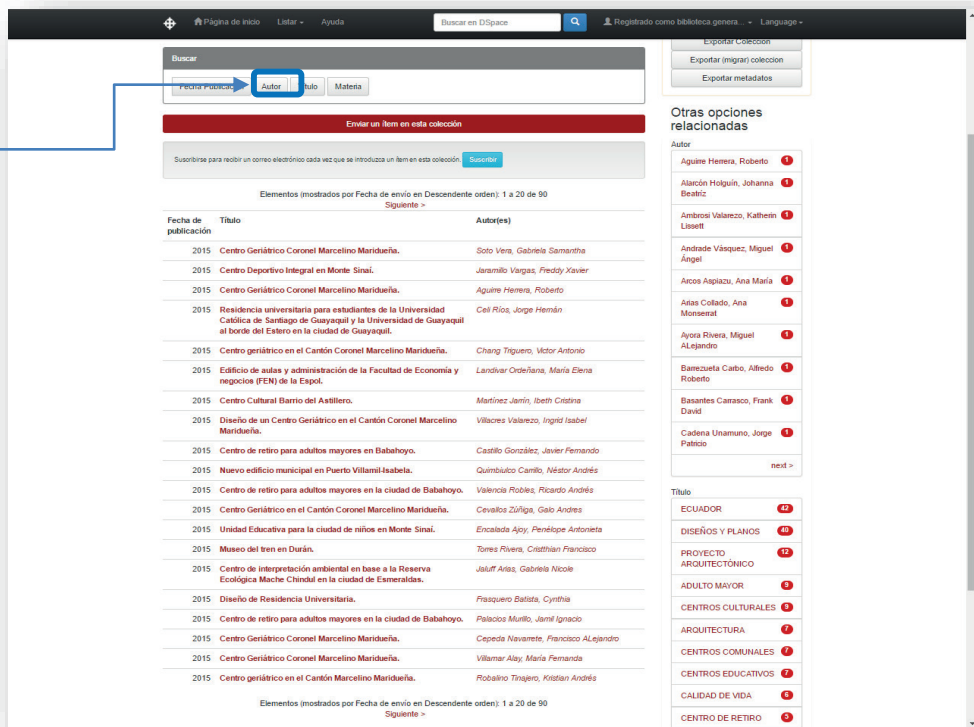 Página de inicio Listar Ayuda
Buscar en DSpace
Registrado como biblioteca.genera... Language
Buscar
Fecha Publicación Autor Título Materia
Enviar un ítem en esta colección
Suscribirse para recibir un correo electrónico cada vez que se introduzca un ítem en esta colección. Suscribir
Elementos (mostrados por Fecha de envío en Descendente orden): 1 a 20 de 90
Siguiente >
Fecha de publicación Título Autor(es)
2015 Centro Geriátrico Coronel Marcelino Maridueña. Soto Vera, Gabriela Samantha
2015 Centro Deportivo Integral en Monte Sinaí. Jaramillo Vargas, Freddy Xavier
2015 Centro Geriátrico Coronel Marcelino Maridueña. Aguirre Herrera, Roberto
2015 Residencia universitaria para estudiantes de la Universidad Celi Ríos, Jorge Hernán
Católica de Santiago de Guayaquil y la Universidad de Guayaquil
al borde del Estero en la ciudad de Guayaquil.
2015 Centro geriátrico en el Cantón Coronel Marcelino Maridueña. Chang Triguero, Victor Antonio
2015 Edificio de aulas y administración de la Facultad de Economía y Landivar Ordeñana, María Elena
negocios (FEN) de la Espol.
2015 Centro Cultural Barrio del Astillero. Martínez Jarrin, Ibeth Cristina
2015 Diseño de un Centro Geriátrico en el Cantón Coronel Marcelino Villacres Valarezo, Ingrid Isabel
Maridueña.
2015 Centro de retiro para adultos mayores en Babahoyo. Castillo González, Javier Fernando
2015 Nuevo edificio municipal en Puerto Villamil-Isabela. Quimbiulco Carrillo, Néstor Andrés
2015 Centro de retiro para adultos mayores en la ciudad de Babahoyo. Valencia Robles, Ricardo Andrés
2015 Centro Geriátrico en el Cantón Coronel Marcelino Maridueña. Cevallos Zúñiga, Galo Andres
2015 Unidad Educativa para la ciudad de niños en Monte Sinaí. Encalada Ajoy, Penélope Antonieta
2015 Museo del tren en Durán. Torres Rivera, Cristthian Francisco
2015 Centro de interpretación ambiental en base a la Reserva Jaluff Arias, Gabriela Nicole
Ecológica Mache Chindul en la ciudad de Esmeraldas.
2015 Diseño de Residencia Universitaria. Frasquero Batista, Cynthia
2015 Centro de retiro para adultos mayores en la ciudad de Babahoyo. Palacios Murillo, Jamil Ignacio
2015 Centro Geriátrico Coronel Marcelino Maridueña. Cepeda Navarrete, Francisco ALejandro
2015 Centro Geriátrico Coronel Marcelino Maridueña. Villamar Alay, María Fernanda
2015 Centro geriátrico en el Cantón Marcelino Maridueña. Robalino Tinajero, Kristian Andrés
Elementos (mostrados por Fecha de envío en Descendente orden): 1 a 20 de 90
Siguiente >
Exportar Colección
Exportar (migrar) coleccion
Exportar metadatos
Otras opciones
relacionadas
Autor
Aguirre Herrera, Roberto 1
Alarcón Holguín, Johanna 1
Beatriz
Ambrosi Valarezo, Katherin 1
Lissett
Andrade Vásquez, Miguel 1
Ángel
Arcos Aspiazu, Ana María 1
Arias Collado, Ana 1
Monserrat
Ayora Rivera, Miguel 1
ALejandro
Barrezueta Carbo, Alfredo 1
Roberto
Basantes Carrasco, Frank 1
David
Cadena Unamuno, Jorge 1
Patricio
next >
Título
ECUADOR 42
DISEÑOS Y PLANOS 40
PROYECTO 12
ARQUITECTÓNICO
ADULTO MAYOR 9
CENTROS CULTURALES 9
ARQUITECTURA 7
CENTROS COMUNALES 7
CENTROS EDUCATIVOS 7
CALIDAD DE VIDA 6
CENTRO DE RETIRO 5